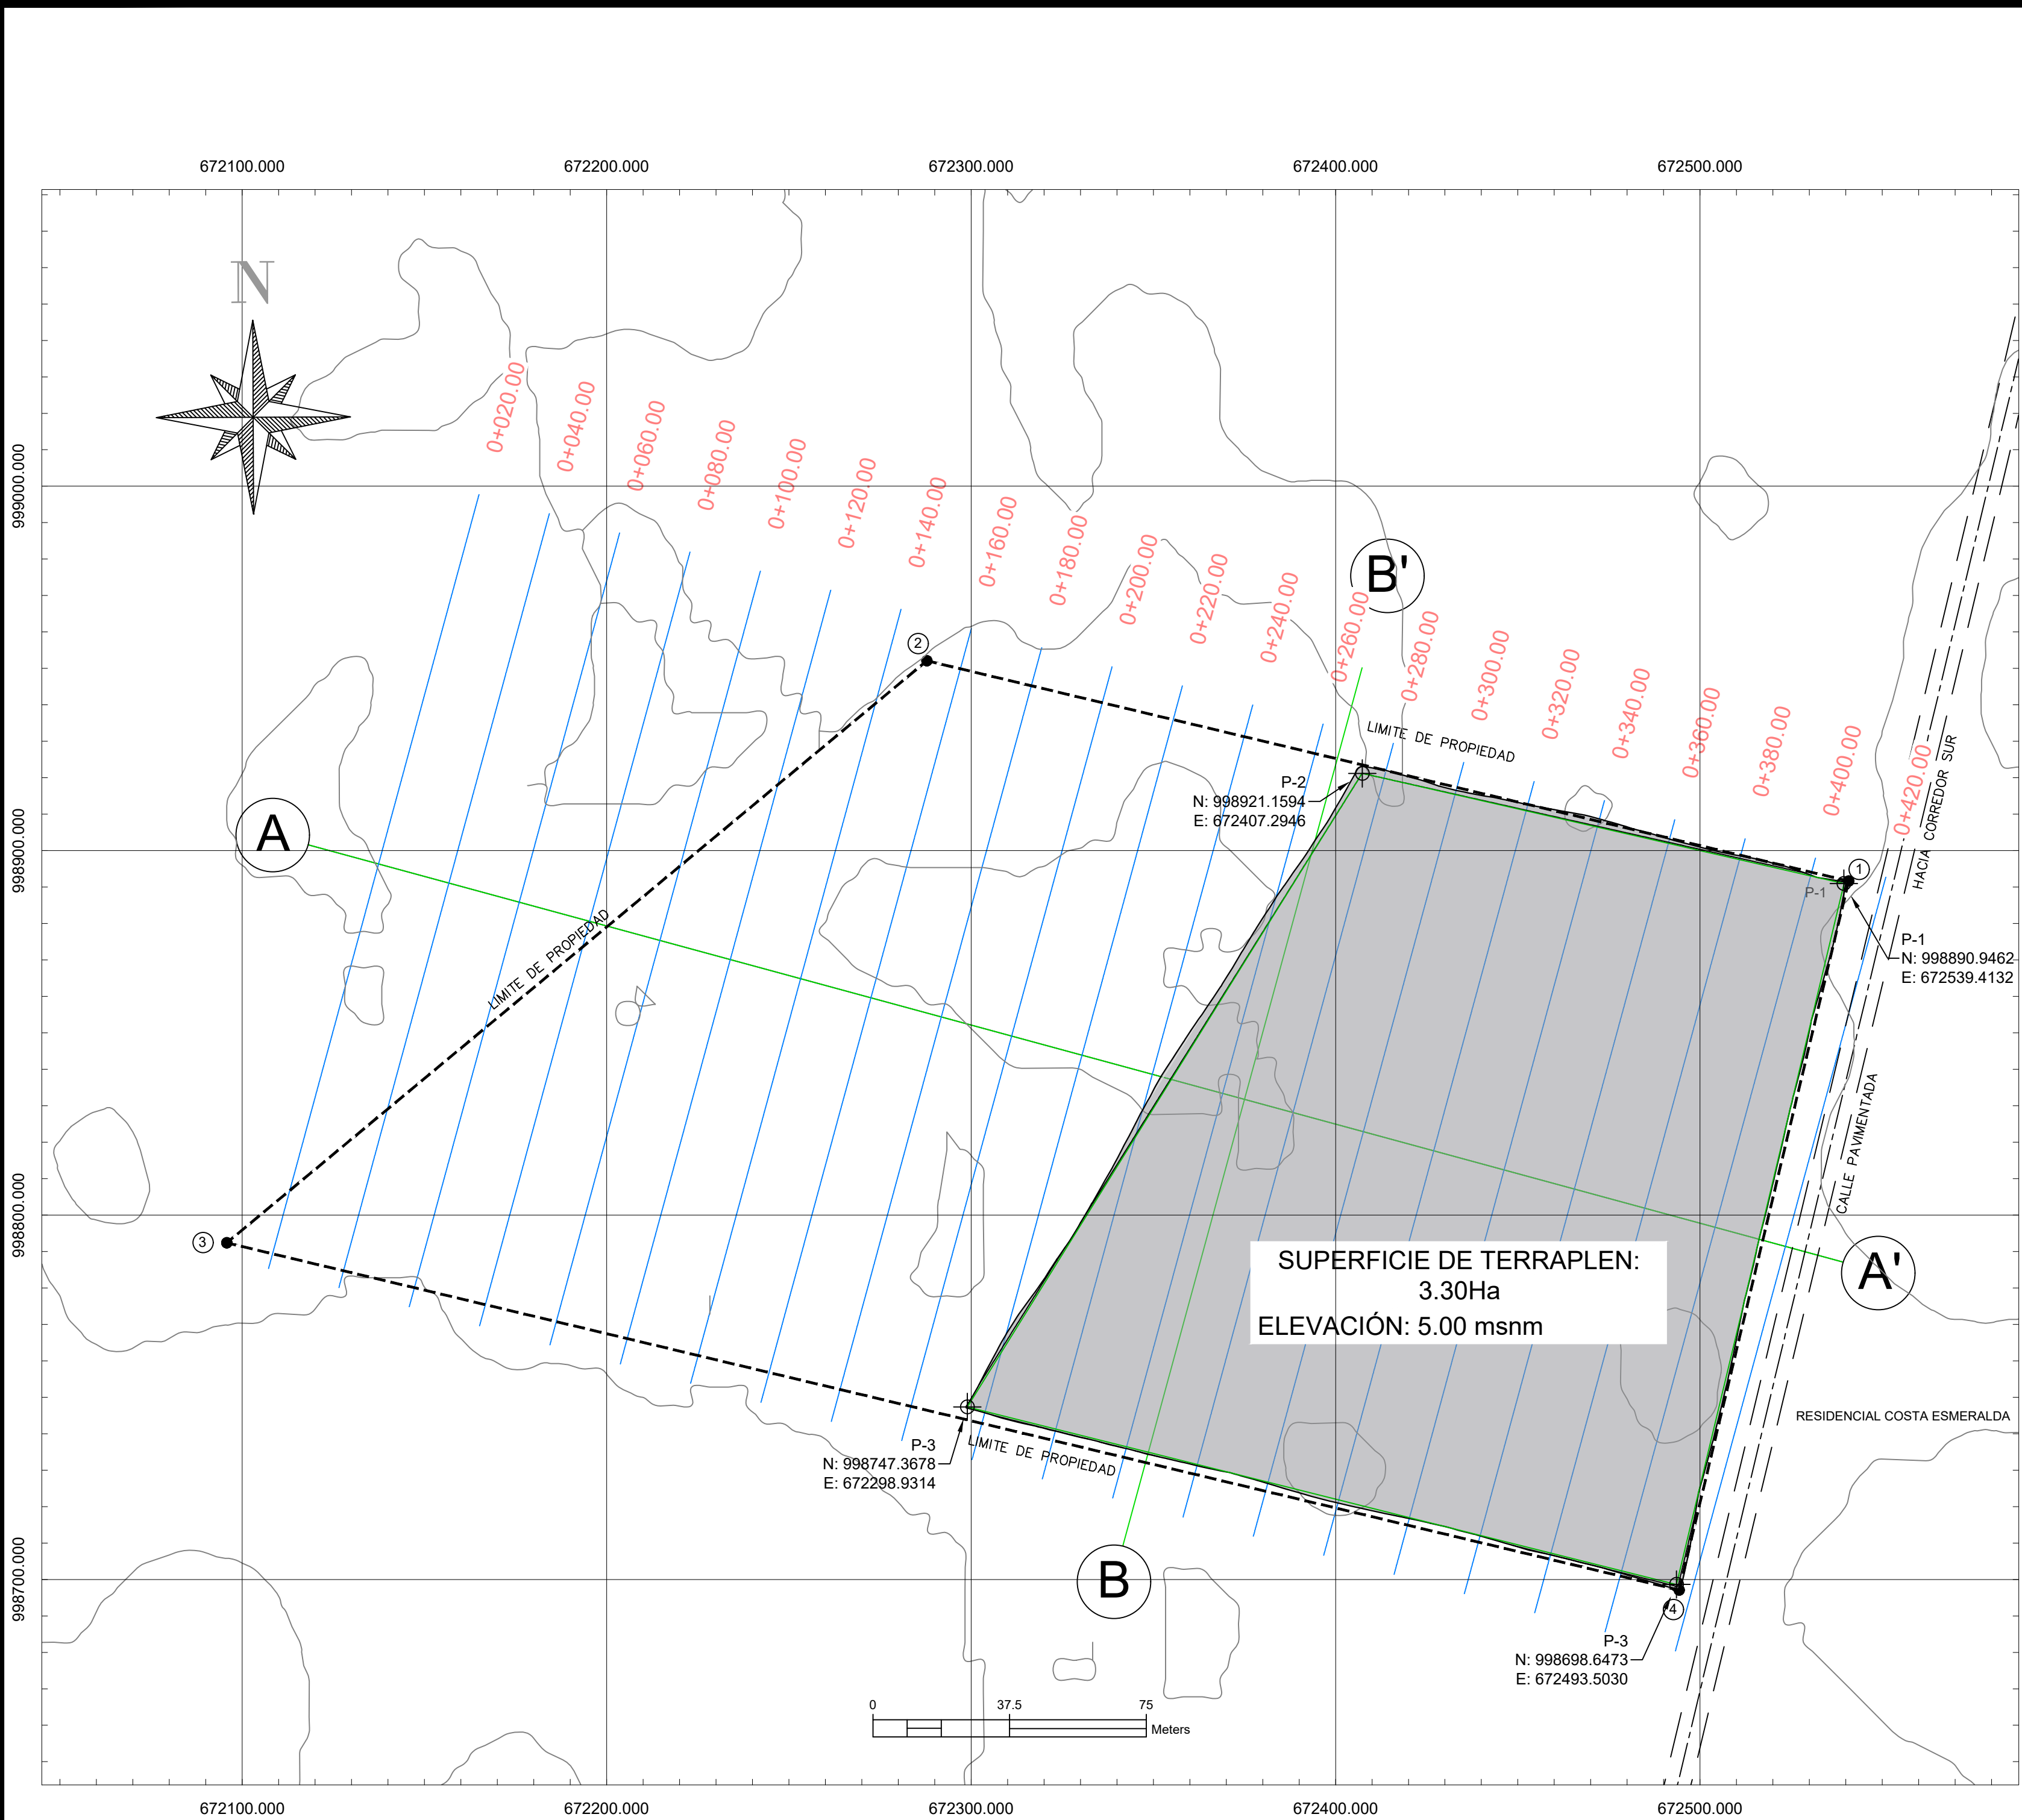 672100.000
672200.000
672300.000
672400.000
672500.000
N
999000.000
998900.000
998800.000
998700.000
0+020.00
0+040.00
0+060.00
0+080.00
0+100.00
0+120.00
0+140.00
0+160.00
0+180.00
0+200.00
0+220.00
0+240.00
0+260.00
0+280.00
0+300.00
0+320.00
0+340.00
0+360.00
0+380.00
0+400.00
0+420.00
B'
2
LIMITE DE PROPIEDAD
HACIA CORREDOR SUR
P-2
N: 998921.1594
E: 672407.2946
A
1
P-1
P-1
N: 998890.9462
E: 672539.4132
LIMITE DE PROPIEDAD
CALLE PAVIMENTADA
3
SUPERFICIE DE TERRAPLEN:
3.30Ha
ELEVACIÓN: 5.00 msnm
A'
RESIDENCIAL COSTA ESMERALDA
LIMITE DE PROPIEDAD
P-3
N: 998747.3678
E: 672298.9314
B
4
P-3
N: 998698.6473
E: 672493.5030
0
37.5
75
Meters
672100.000
672200.000
672300.000
672400.000
672500.000